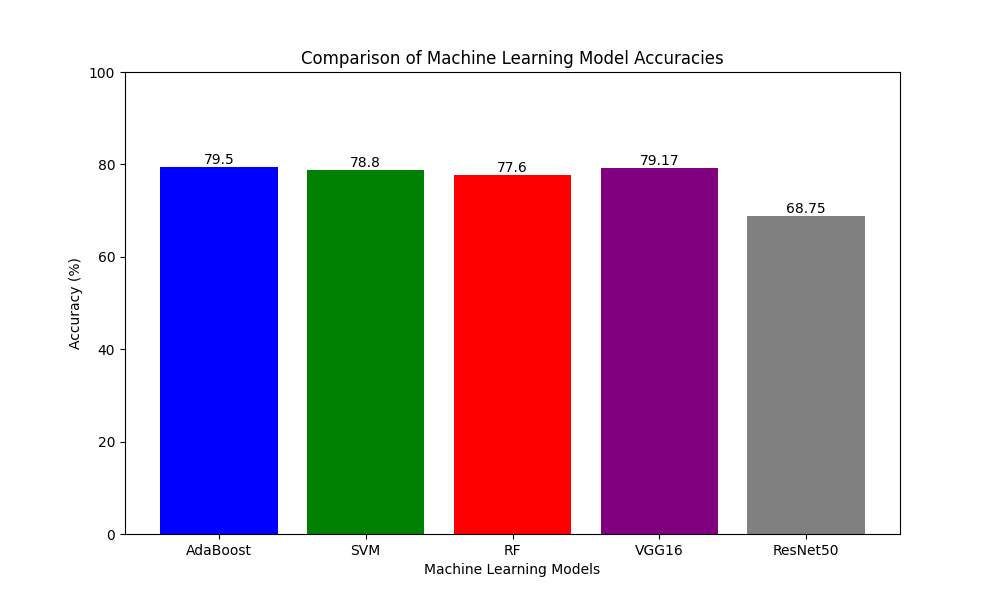 Comparison of Machine Learning Model Accuracies
100
80
60
40
20
0
Accuracy (%)
79.5
78.8
77.6
79.17
68.75
AdaBoost
SVM
RF
VGG16
ResNet50
Machine Learning Models